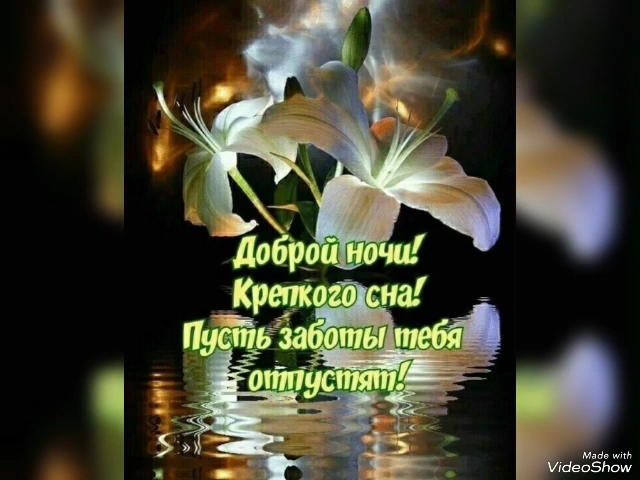 Доброй ночи!
Крепкого сна!
Пусть заботы тебя
отпустят!
Made with
VideoShow